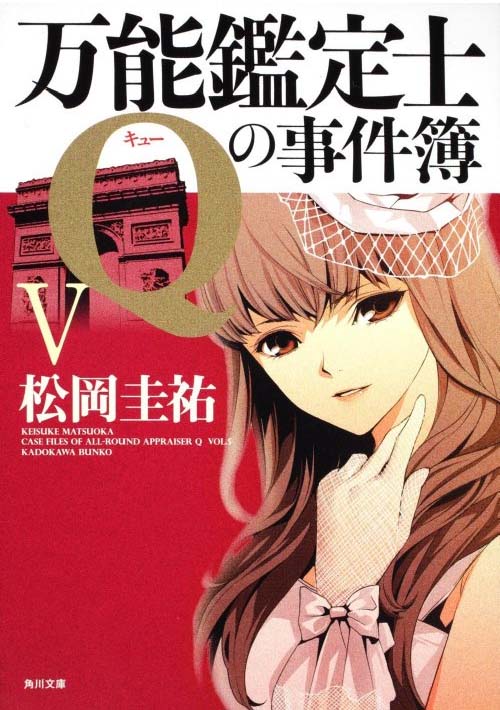 万能鑑定士
Q
キュー
の事件簿
V
松岡圭祐
KEISUKE MATSUOKA
CASE FILES OF ALL-ROUND APPRAISER Q VOL.5
KADOKAWA BUNKO
角川文庫